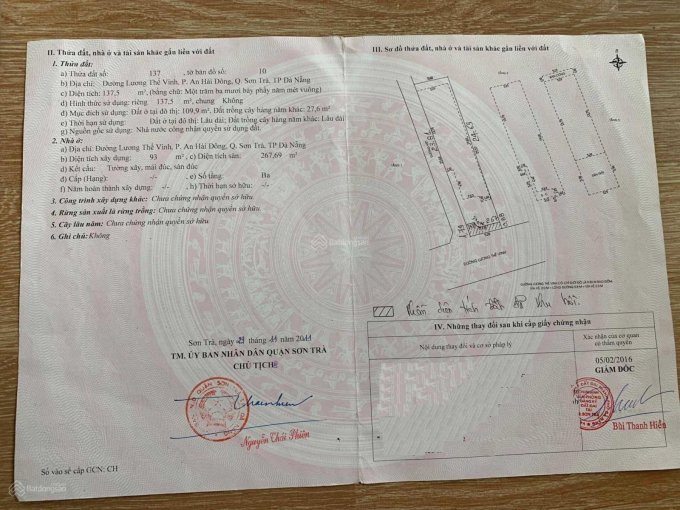 II. Thửa đất, nhà ở và tài sản khác gắn liền với đất
1. Thửa đất:
a) Thửa đất số: 137, tờ bản đồ số: 10
b) Địa chỉ: Đường Lương Thế Vinh, P. An Hải Đông, Q. Sơn Trà, TP Đà Nẵng
c) Diện tích: 137,5 m², (bằng chữ: Một trăm ba mươi bảy phẩy năm mét vuông)
d) Hình thức sử dụng: riêng 137,5 m², chung Không
đ) Mục đích sử dụng: Đất ở tại đô thị: 109,9 m². Đất trồng cây hàng năm khác: 27,6 m²
e) Thời hạn sử dụng: Đất ở tại đô thị: Lâu dài; Đất trồng cây hàng năm khác: Lâu dài
g) Nguồn gốc sử dụng: Nhà nước công nhận quyền sử dụng đất.
2. Nhà ở:
a) Địa chỉ: Đường Lương Thế Vinh, P. An Hải Đông, Q. Sơn Trà, TP Đà Nẵng
b) Diện tích xây dựng: 93 m², c) Diện tích sàn: 267,69 m²
d) Kết cấu: Tường xây, mái đúc, sàn đúc
đ) Cấp (Hạng): -/- , e) Số tầng: Ba
f) Năm hoàn thành xây dựng: -/- h) Thời hạn sở hữu: -/-
3. Công trình xây dựng khác: Chưa chứng nhận quyền sở hữu
4. Rừng sản xuất là rừng trồng: Chưa chứng nhận quyền sở hữu.
5. Cây lâu năm: Chưa chứng nhận quyền sở hữu
6. Ghi chú: Không
Sơn Trà, ngày 29 tháng 11 năm 2011
TM. ỦY BAN NHÂN DÂN QUẬN SƠN TRÀ
CHỦ TỊCH
Nguyễn Thái Phiên
Số vào sổ cấp GCN: CH
Batdongsan
III. Sơ đồ thửa đất, nhà ở và tài sản khác gắn liền với đất
ĐƯỜNG LƯƠNG THẾ VINH
Phần diện tích đất bị thu hồi.
IV. Những thay đổi sau khi cấp giấy chứng nhận
Nội dung thay đổi và cơ sở pháp lý
Xác nhận của cơ quan
có thẩm quyền
05/02/2016
GIÁM ĐỐC
Bùi Thanh Hiền